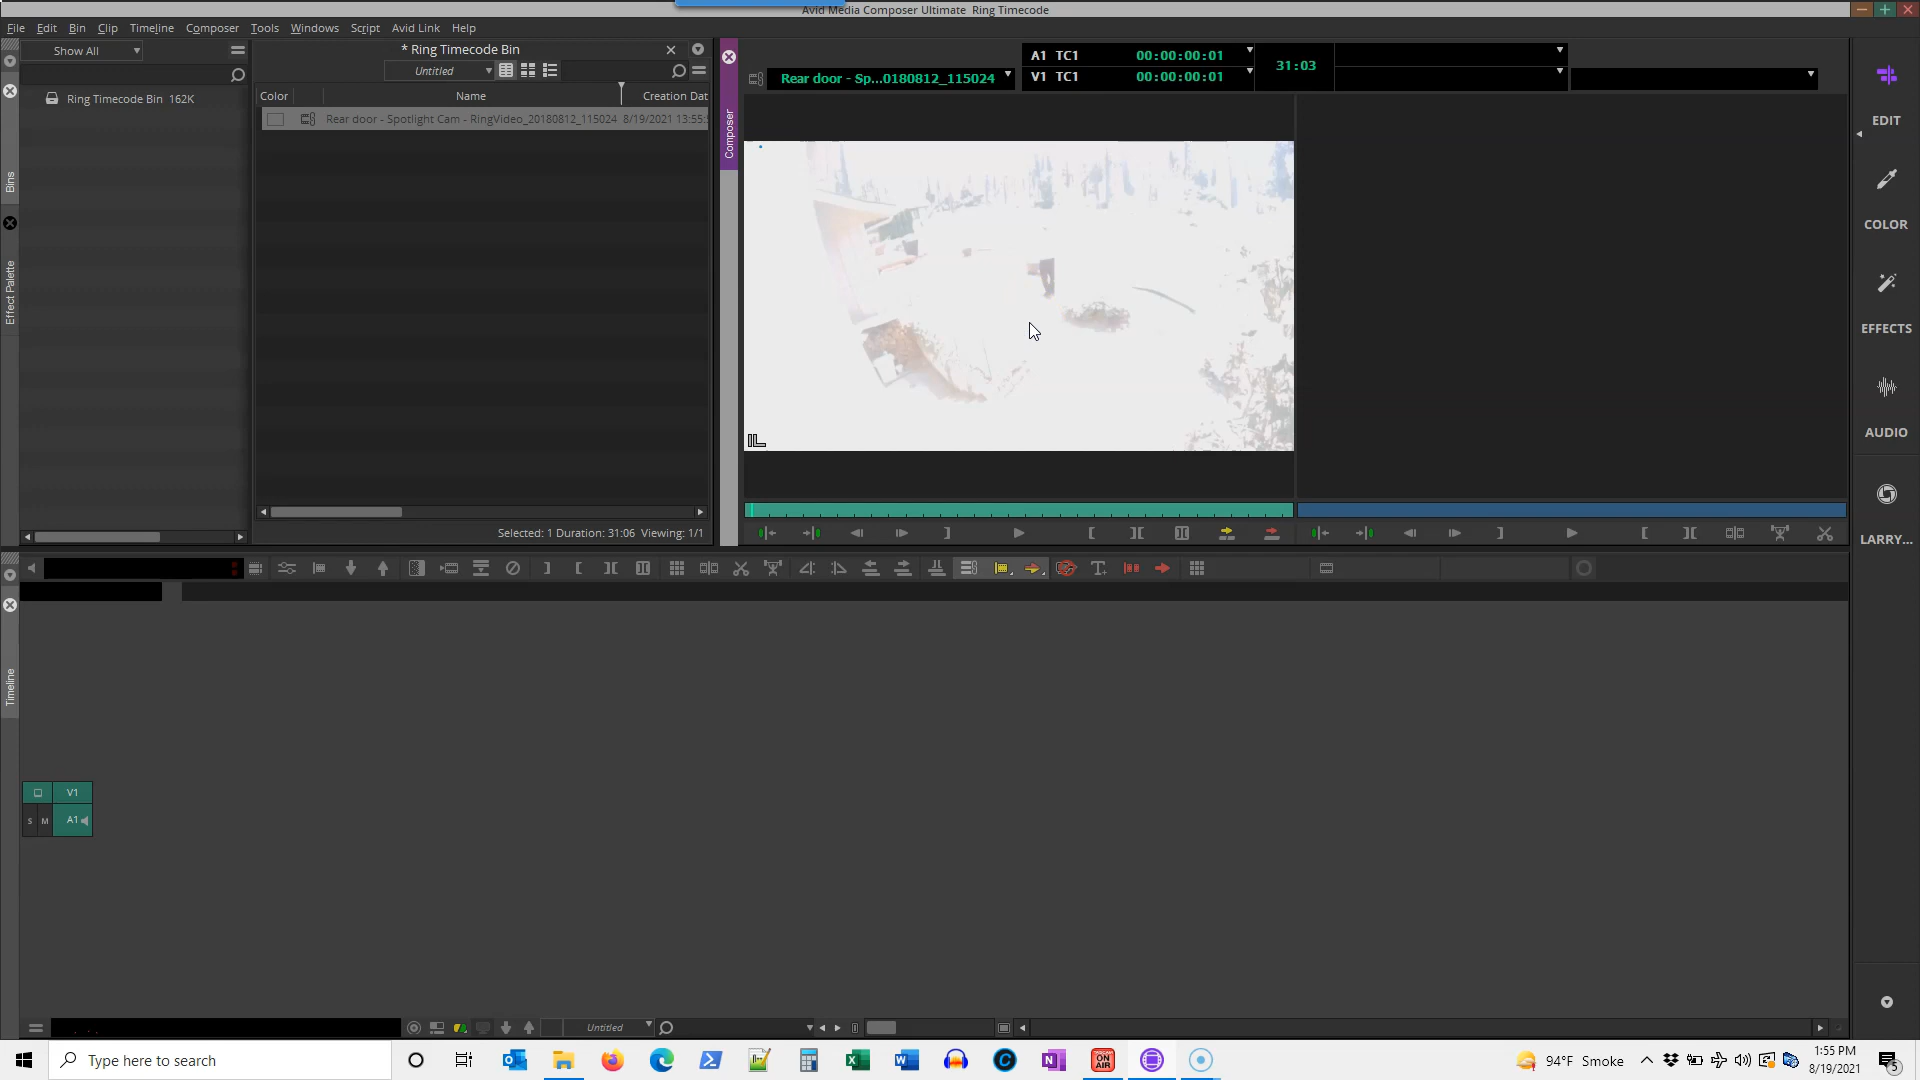 Avid Media Composer Ultimate  Ring Timecode
File Edit Bin Clip Timeline Composer Tools Windows Script Avid Link Help
Show All
* Ring Timecode Bin
Untitled
Ring Timecode Bin 162K
Color Name Creation Dat
Rear door - Spotlight Cam - RingVideo_20180812_115024 8/19/2021 13:55:
Selected: 1 Duration: 31:06 Viewing: 1/1
Bins
Effect Palette
Composer
Rear door - Sp...0180812_115024
A1 TC1 00:00:00:01
V1 TC1 00:00:00:01
31:03
EDIT
COLOR
EFFECTS
AUDIO
LARRY...
Timeline
V1
S M A1
Untitled
Type here to search
ON AIR
94°F Smoke
1:55 PM
8/19/2021
5